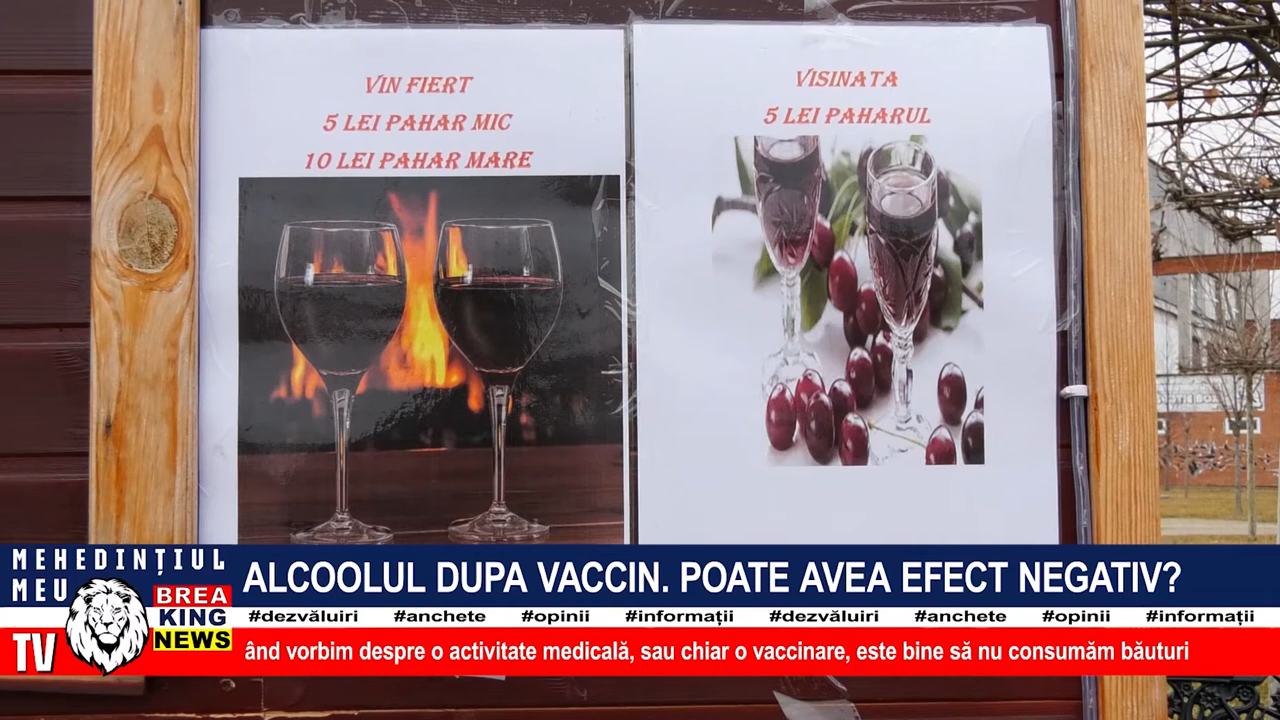 VIN FIERT
5 LEI PAHAR MIC
10 LEI PAHAR MARE
VISINATA
5 LEI PAHARUL
MEHEDINȚIUL
MEU
TV
BREA
KING
NEWS
ALCOOLUL DUPA VACCIN. POATE AVEA EFECT NEGATIV?
#dezvăluiri #anchete #opinii #informații #dezvăluiri #anchete #opinii #informații
ând vorbim despre o activitate medicală, sau chiar o vaccinare, este bine să nu consumăm băuturi